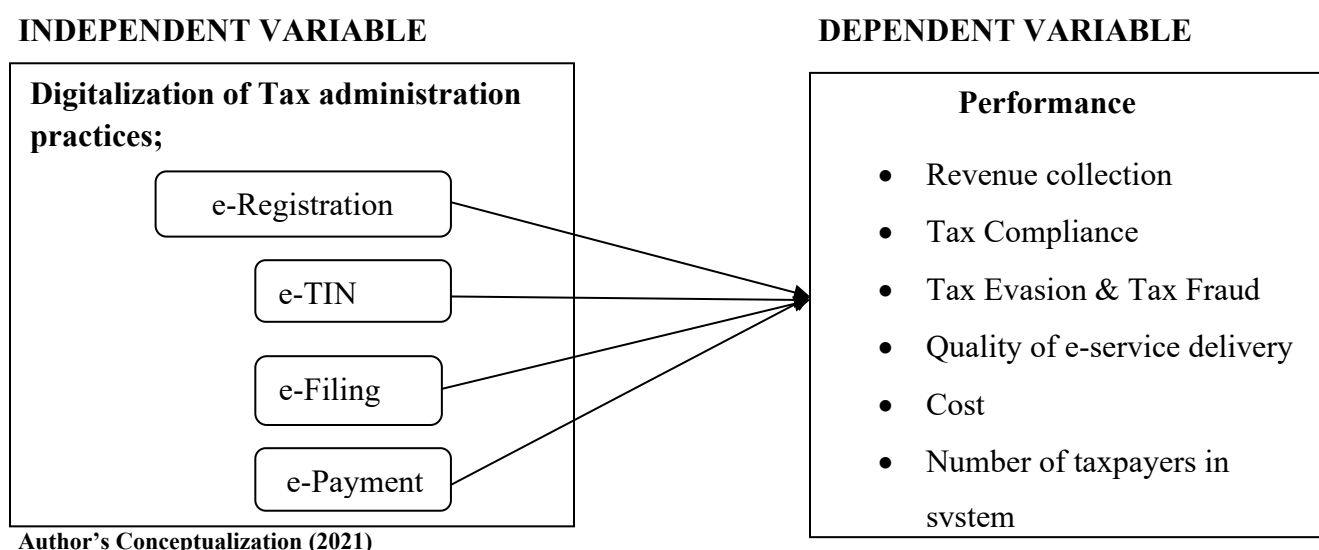 INDEPENDENT VARIABLE
DEPENDENT VARIABLE
Digitalization of Tax administration
practices;
e-Registration
e-TIN
e-Filing
e-Payment
Performance
• Revenue collection
• Tax Compliance
• Tax Evasion & Tax Fraud
• Quality of e-service delivery
• Cost
• Number of taxpayers in
system
Author's Conceptualization (2021)